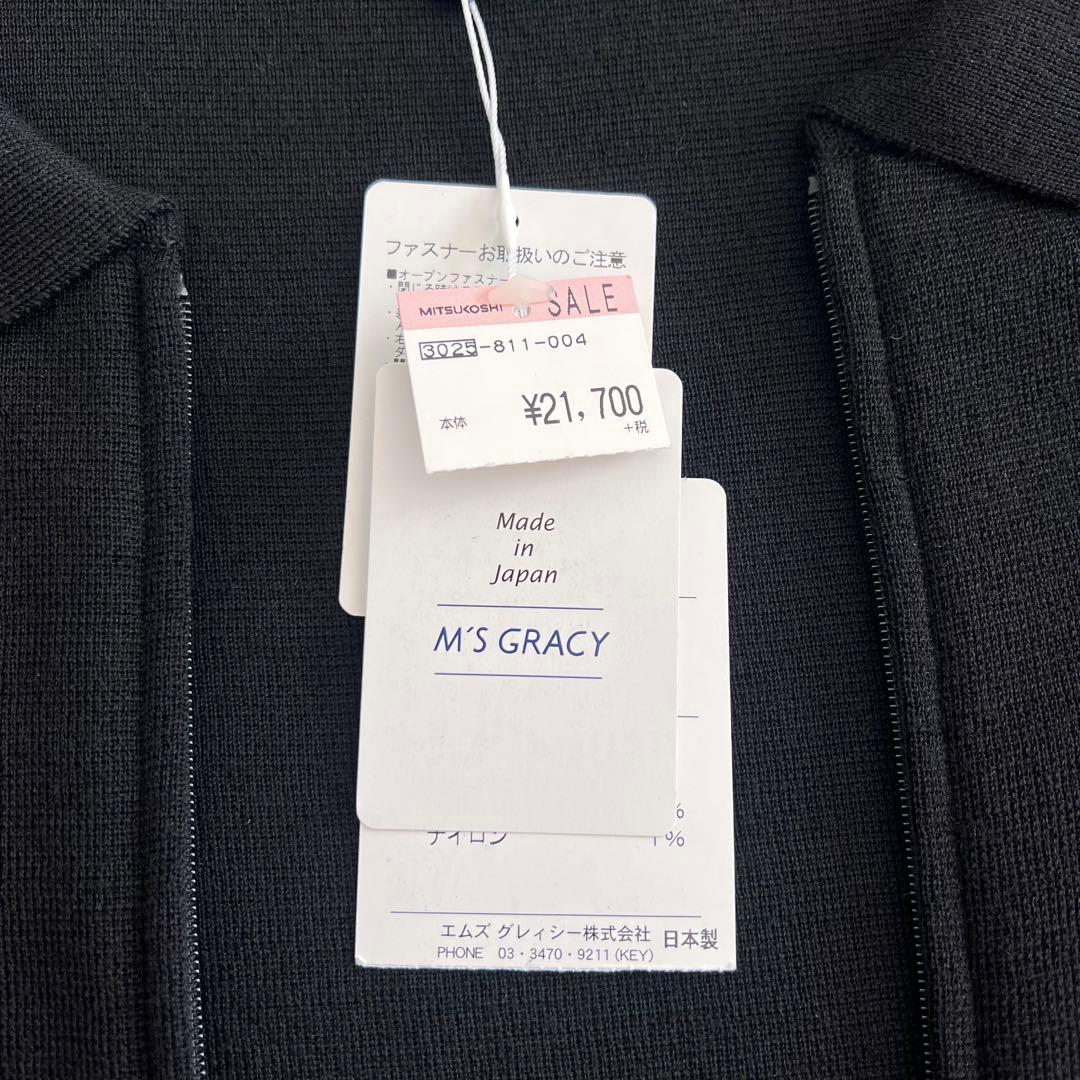 ファスナーお取扱いのご注意
■オープンファスナー
MITSUKOSHI SALE
3025-811-004
本体 ¥21,700
+税
Made
in
Japan
M'S GRACY
%
ナイロン 1%
エムズ グレィシー株式会社 日本製
PHONE 03・3470・9211(KEY)